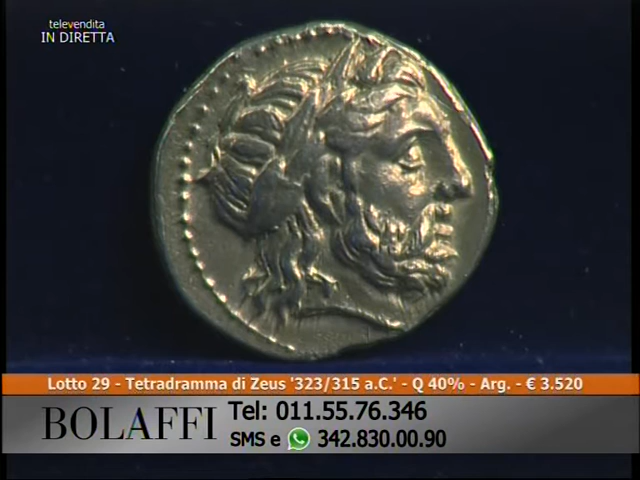 televendita
IN DIRETTA
Lotto 29 - Tetradramma di Zeus '323/315 a.C.' - Q 40% - Arg. - € 3.520
BOLAFFI
Tel: 011.55.76.346
SMS e 342.830.00.90